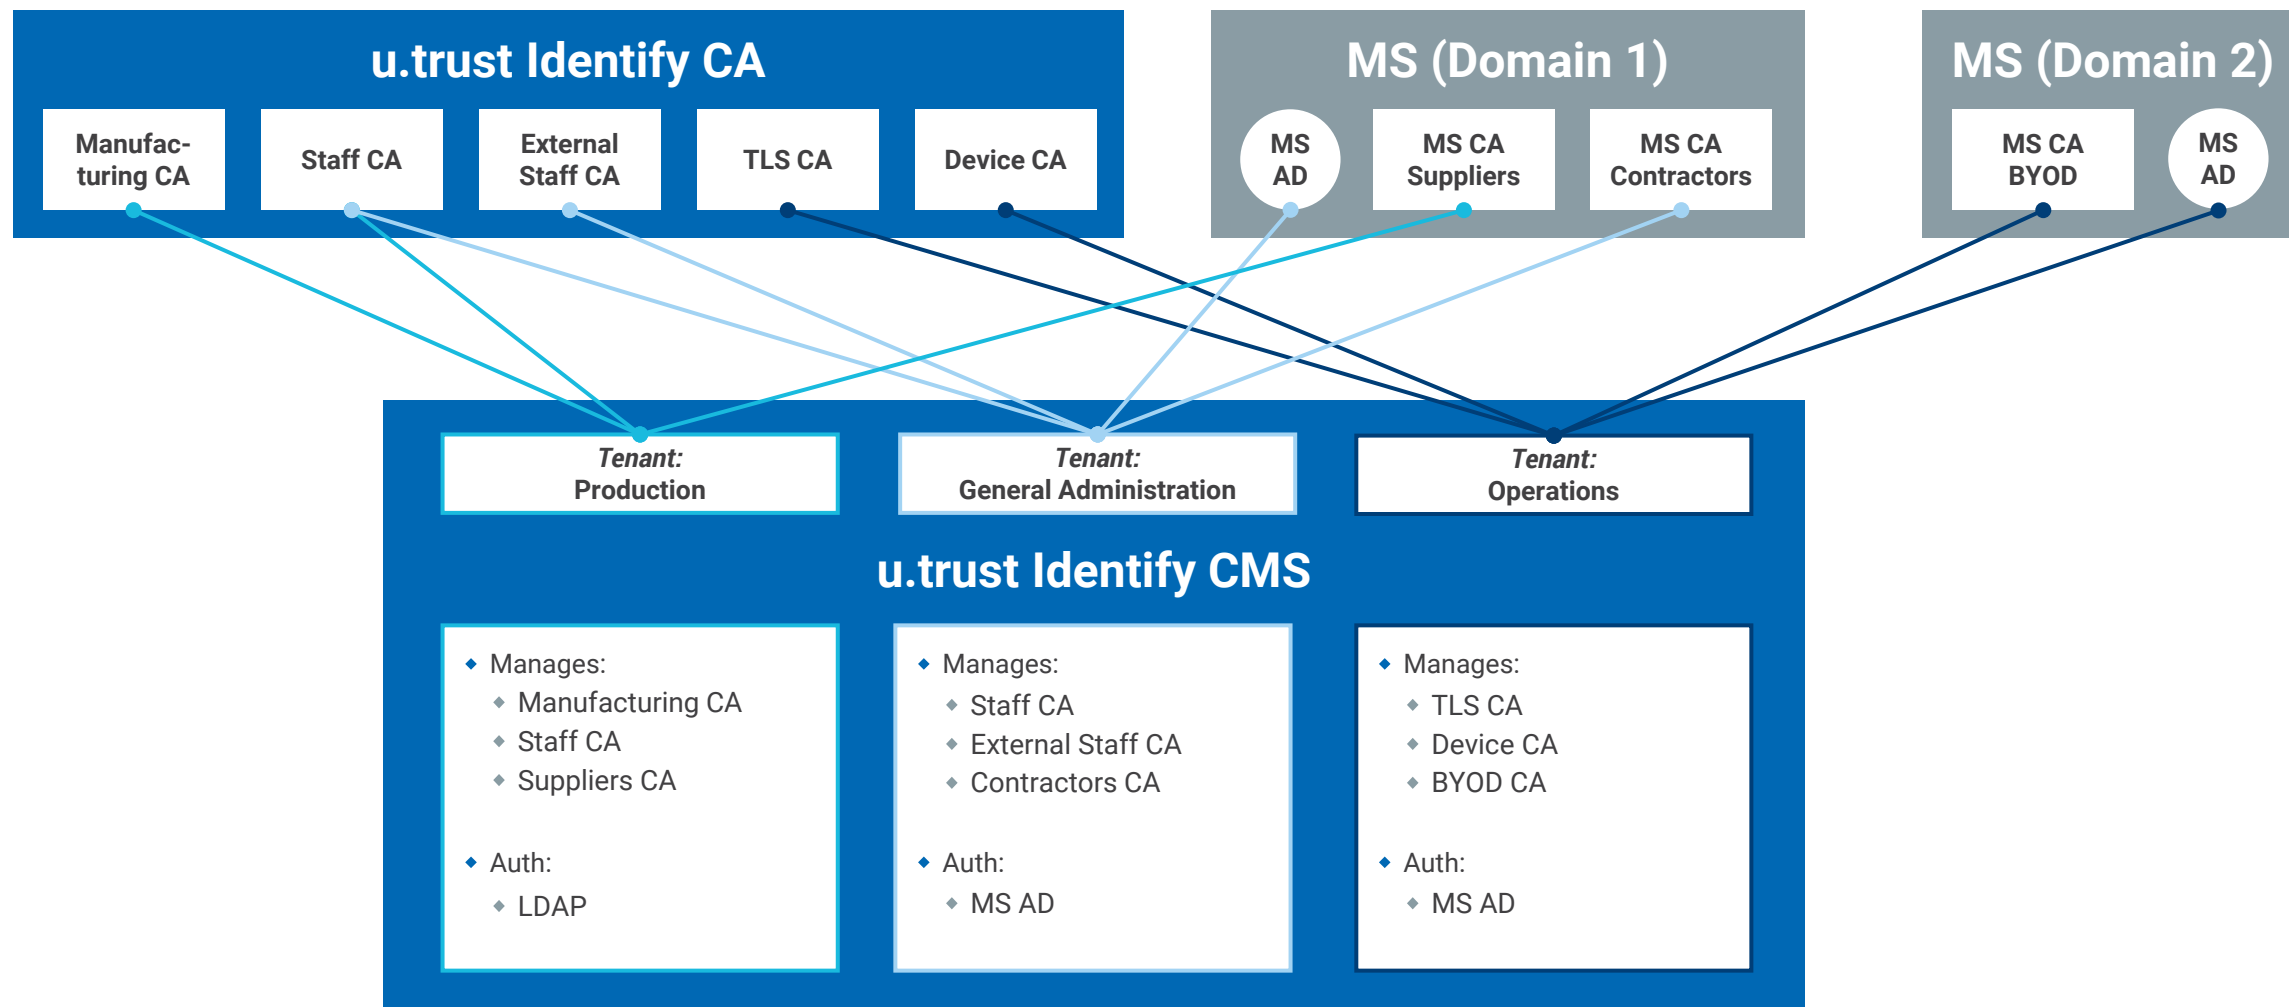 u.trust Identify CA
Manufac-
turing CA
Staff CA
External
Staff CA
TLS CA
Device CA
MS (Domain 1)
MS
AD
MS CA
Suppliers
MS CA
Contractors
MS (Domain 2)
MS CA
BYOD
MS
AD
Tenant:
Production
Tenant:
General Administration
Tenant:
Operations
u.trust Identify CMS
Manages:
Manufacturing CA
Staff CA
Suppliers CA
Auth:
LDAP
Manages:
Staff CA
External Staff CA
Contractors CA
Auth:
MS AD
Manages:
TLS CA
Device CA
BYOD CA
Auth:
MS AD